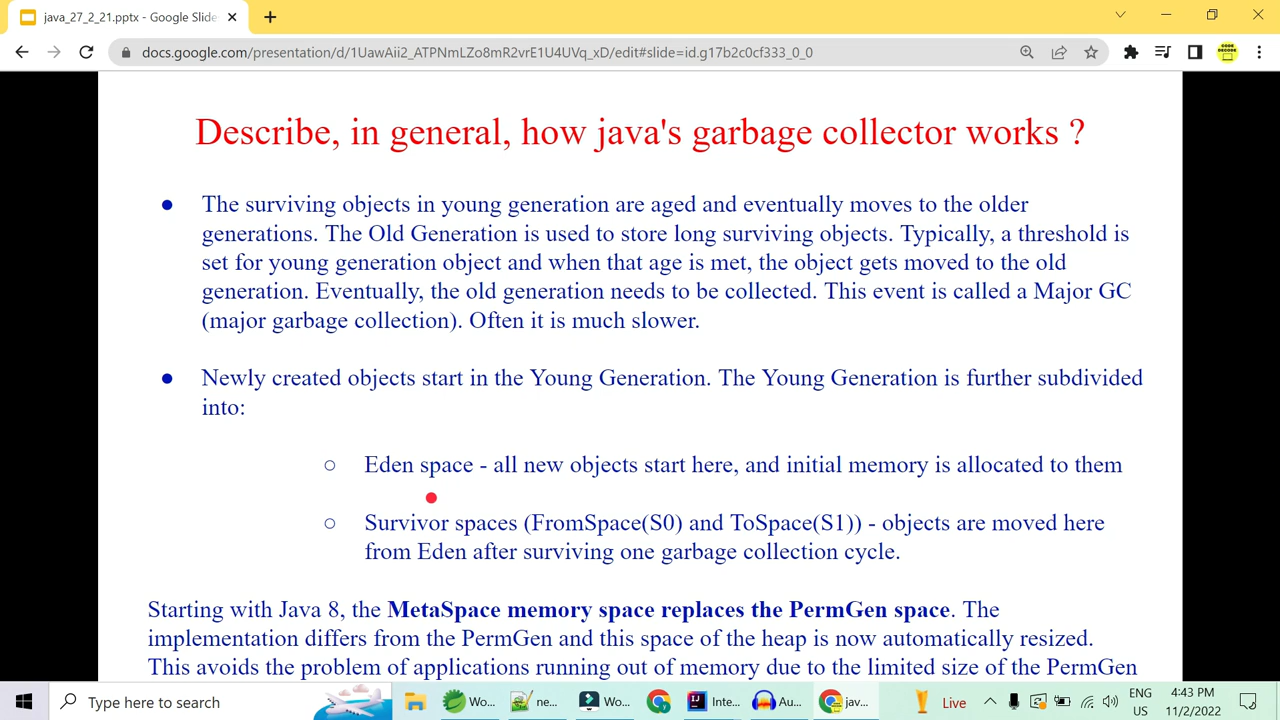 java_27_2_21.pptx - Google Slide
docs.google.com/presentation/d/1UawAii2_ATPNmLZo8mR2vrE1U4UVq_xD/edit#slide=id.g17b2c0cf333_0_0
CODE
DECODE
Describe, in general, how java's garbage collector works ?
The surviving objects in young generation are aged and eventually moves to the older
generations. The Old Generation is used to store long surviving objects. Typically, a threshold is
set for young generation object and when that age is met, the object gets moved to the old
generation. Eventually, the old generation needs to be collected. This event is called a Major GC
(major garbage collection). Often it is much slower.
Newly created objects start in the Young Generation. The Young Generation is further subdivided
into:
Eden space - all new objects start here, and initial memory is allocated to them
Survivor spaces (FromSpace(S0) and ToSpace(S1)) - objects are moved here
from Eden after surviving one garbage collection cycle.
Starting with Java 8, the MetaSpace memory space replaces the PermGen space. The
implementation differs from the PermGen and this space of the heap is now automatically resized.
This avoids the problem of applications running out of memory due to the limited size of the PermGen
Type here to search
Wo...
ne...
Wo...
Inte...
Au...
jav...
Live
ENG
US
4:43 PM
11/2/2022